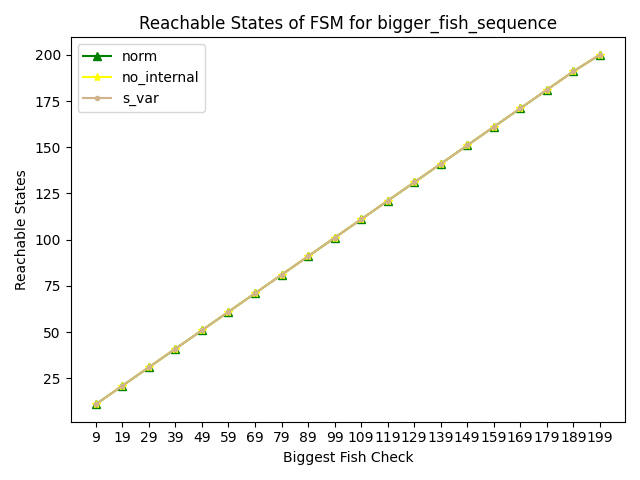 Reachable States of FSM for bigger_fish_sequence
norm
no_internal
s_var
Reachable States
200
175
150
125
100
75
50
25
9 19 29 39 49 59 69 79 89 99 109 119 129 139 149 159 169 179 189 199
Biggest Fish Check